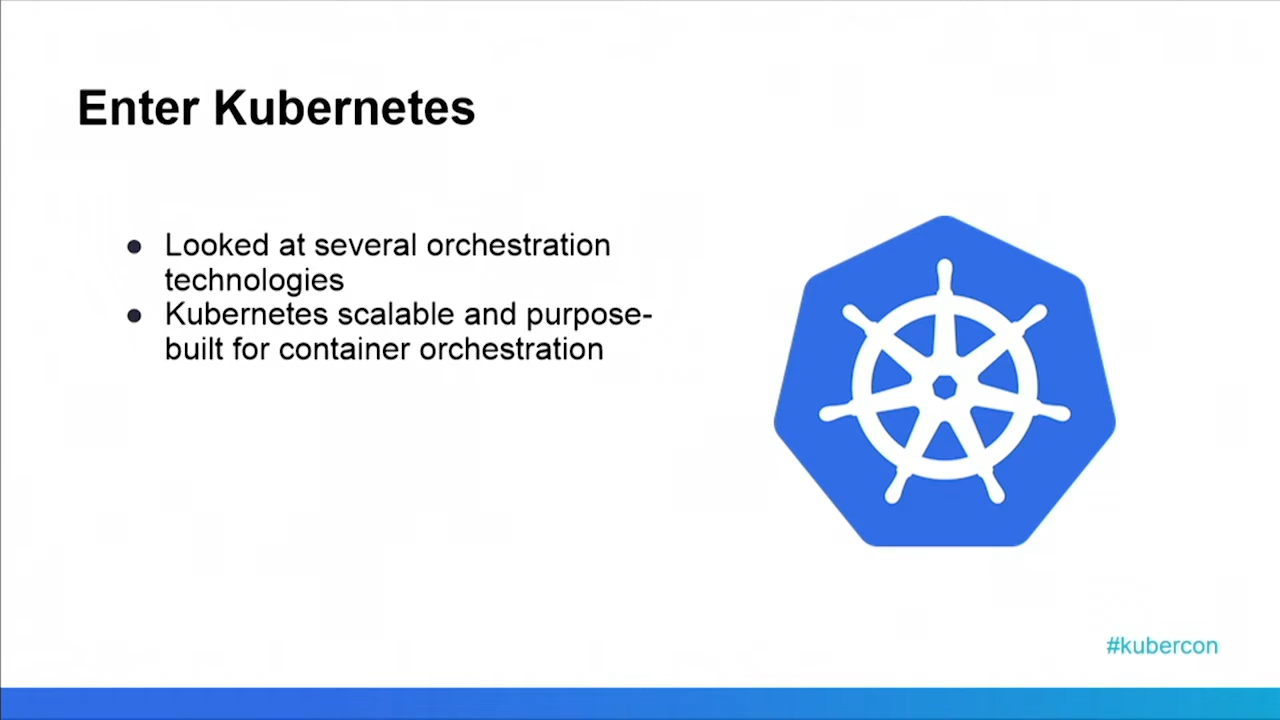 Enter Kubernetes
● Looked at several orchestration
technologies
● Kubernetes scalable and purpose-
built for container orchestration
#kubercon